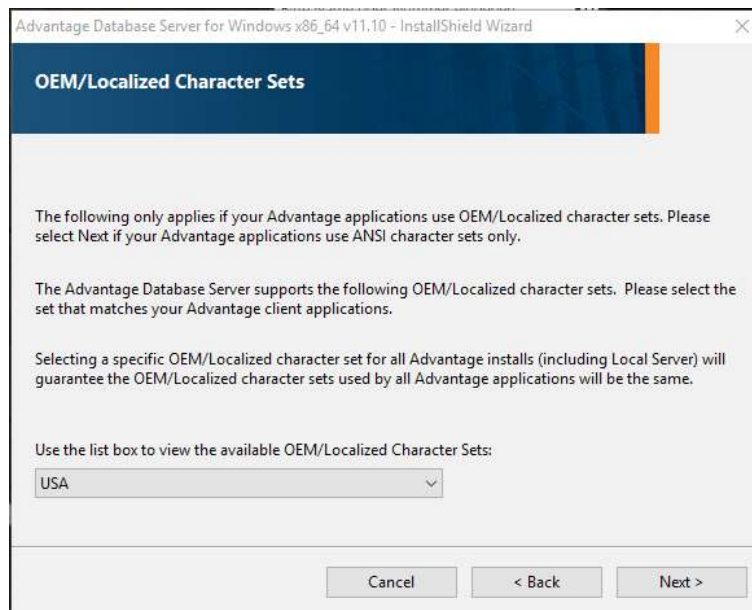 Advantage Database Server for Windows x86_64 v11.10 - InstallShield Wizard
OEM/Localized Character Sets
The following only applies if your Advantage applications use OEM/Localized character sets. Please
select Next if your Advantage applications use ANSI character sets only.
The Advantage Database Server supports the following OEM/Localized character sets.  Please select the
set that matches your Advantage client applications.
Selecting a specific OEM/Localized character set for all Advantage installs (including Local Server) will
guarantee the OEM/Localized character sets used by all Advantage applications will be the same.
Use the list box to view the available OEM/Localized Character Sets:
USA
Cancel
< Back
Next >